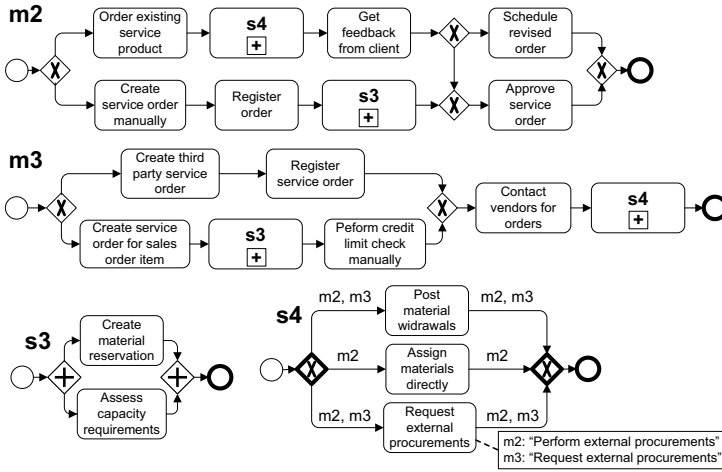 m2
Order existing
service
product
s4
+
Get
feedback
from client
X
Schedule
revised
order
X
X
Create
service order
manually
Register
order
s3
+
X
Approve
service
order
m3
Create third
party service
order
Register
service order
X
X
Create service
order for sales
order item
s3
+
Peform credit
limit check
manually
Contact
vendors for
orders
s4
+
s3
Create
material
reservation
+
+
Assess
capacity
requirements
s4
m2, m3
Post
material
widrawals
m2, m3
X
m2
Assign
materials
directly
m2
X
m2, m3
Request
external
procurements
m2, m3
m2: “Perform external procurements”
m3: “Request external procurements”